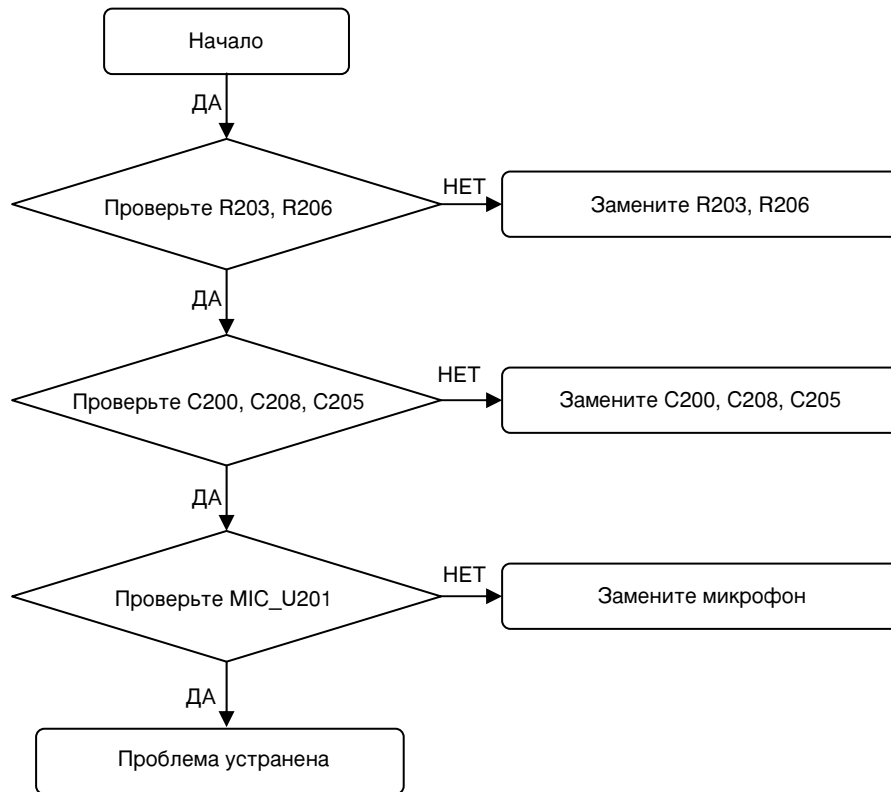 Начало
ДА
Проверьте R203, R206
НЕТ
Замените R203, R206
ДА
Проверьте C200, C208, C205
НЕТ
Замените C200, C208, C205
ДА
Проверьте MIC_U201
НЕТ
Замените микрофон
ДА
Проблема устранена